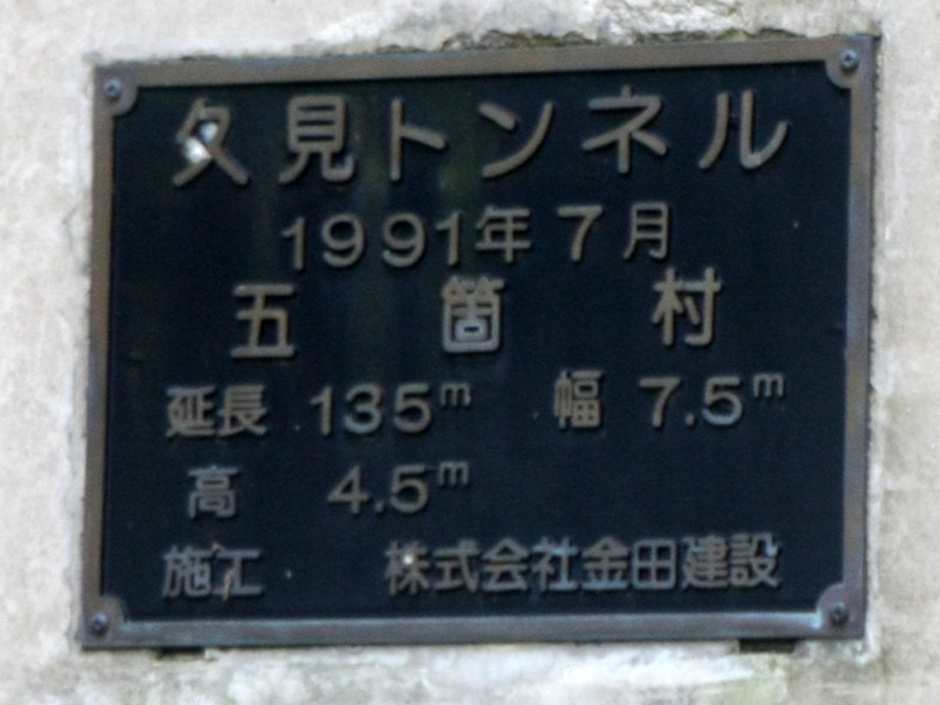 久見トンネル
1991年7月
五箇村
延長 135m 幅 7.5m
高 4.5m
施工 株式会社金田建設